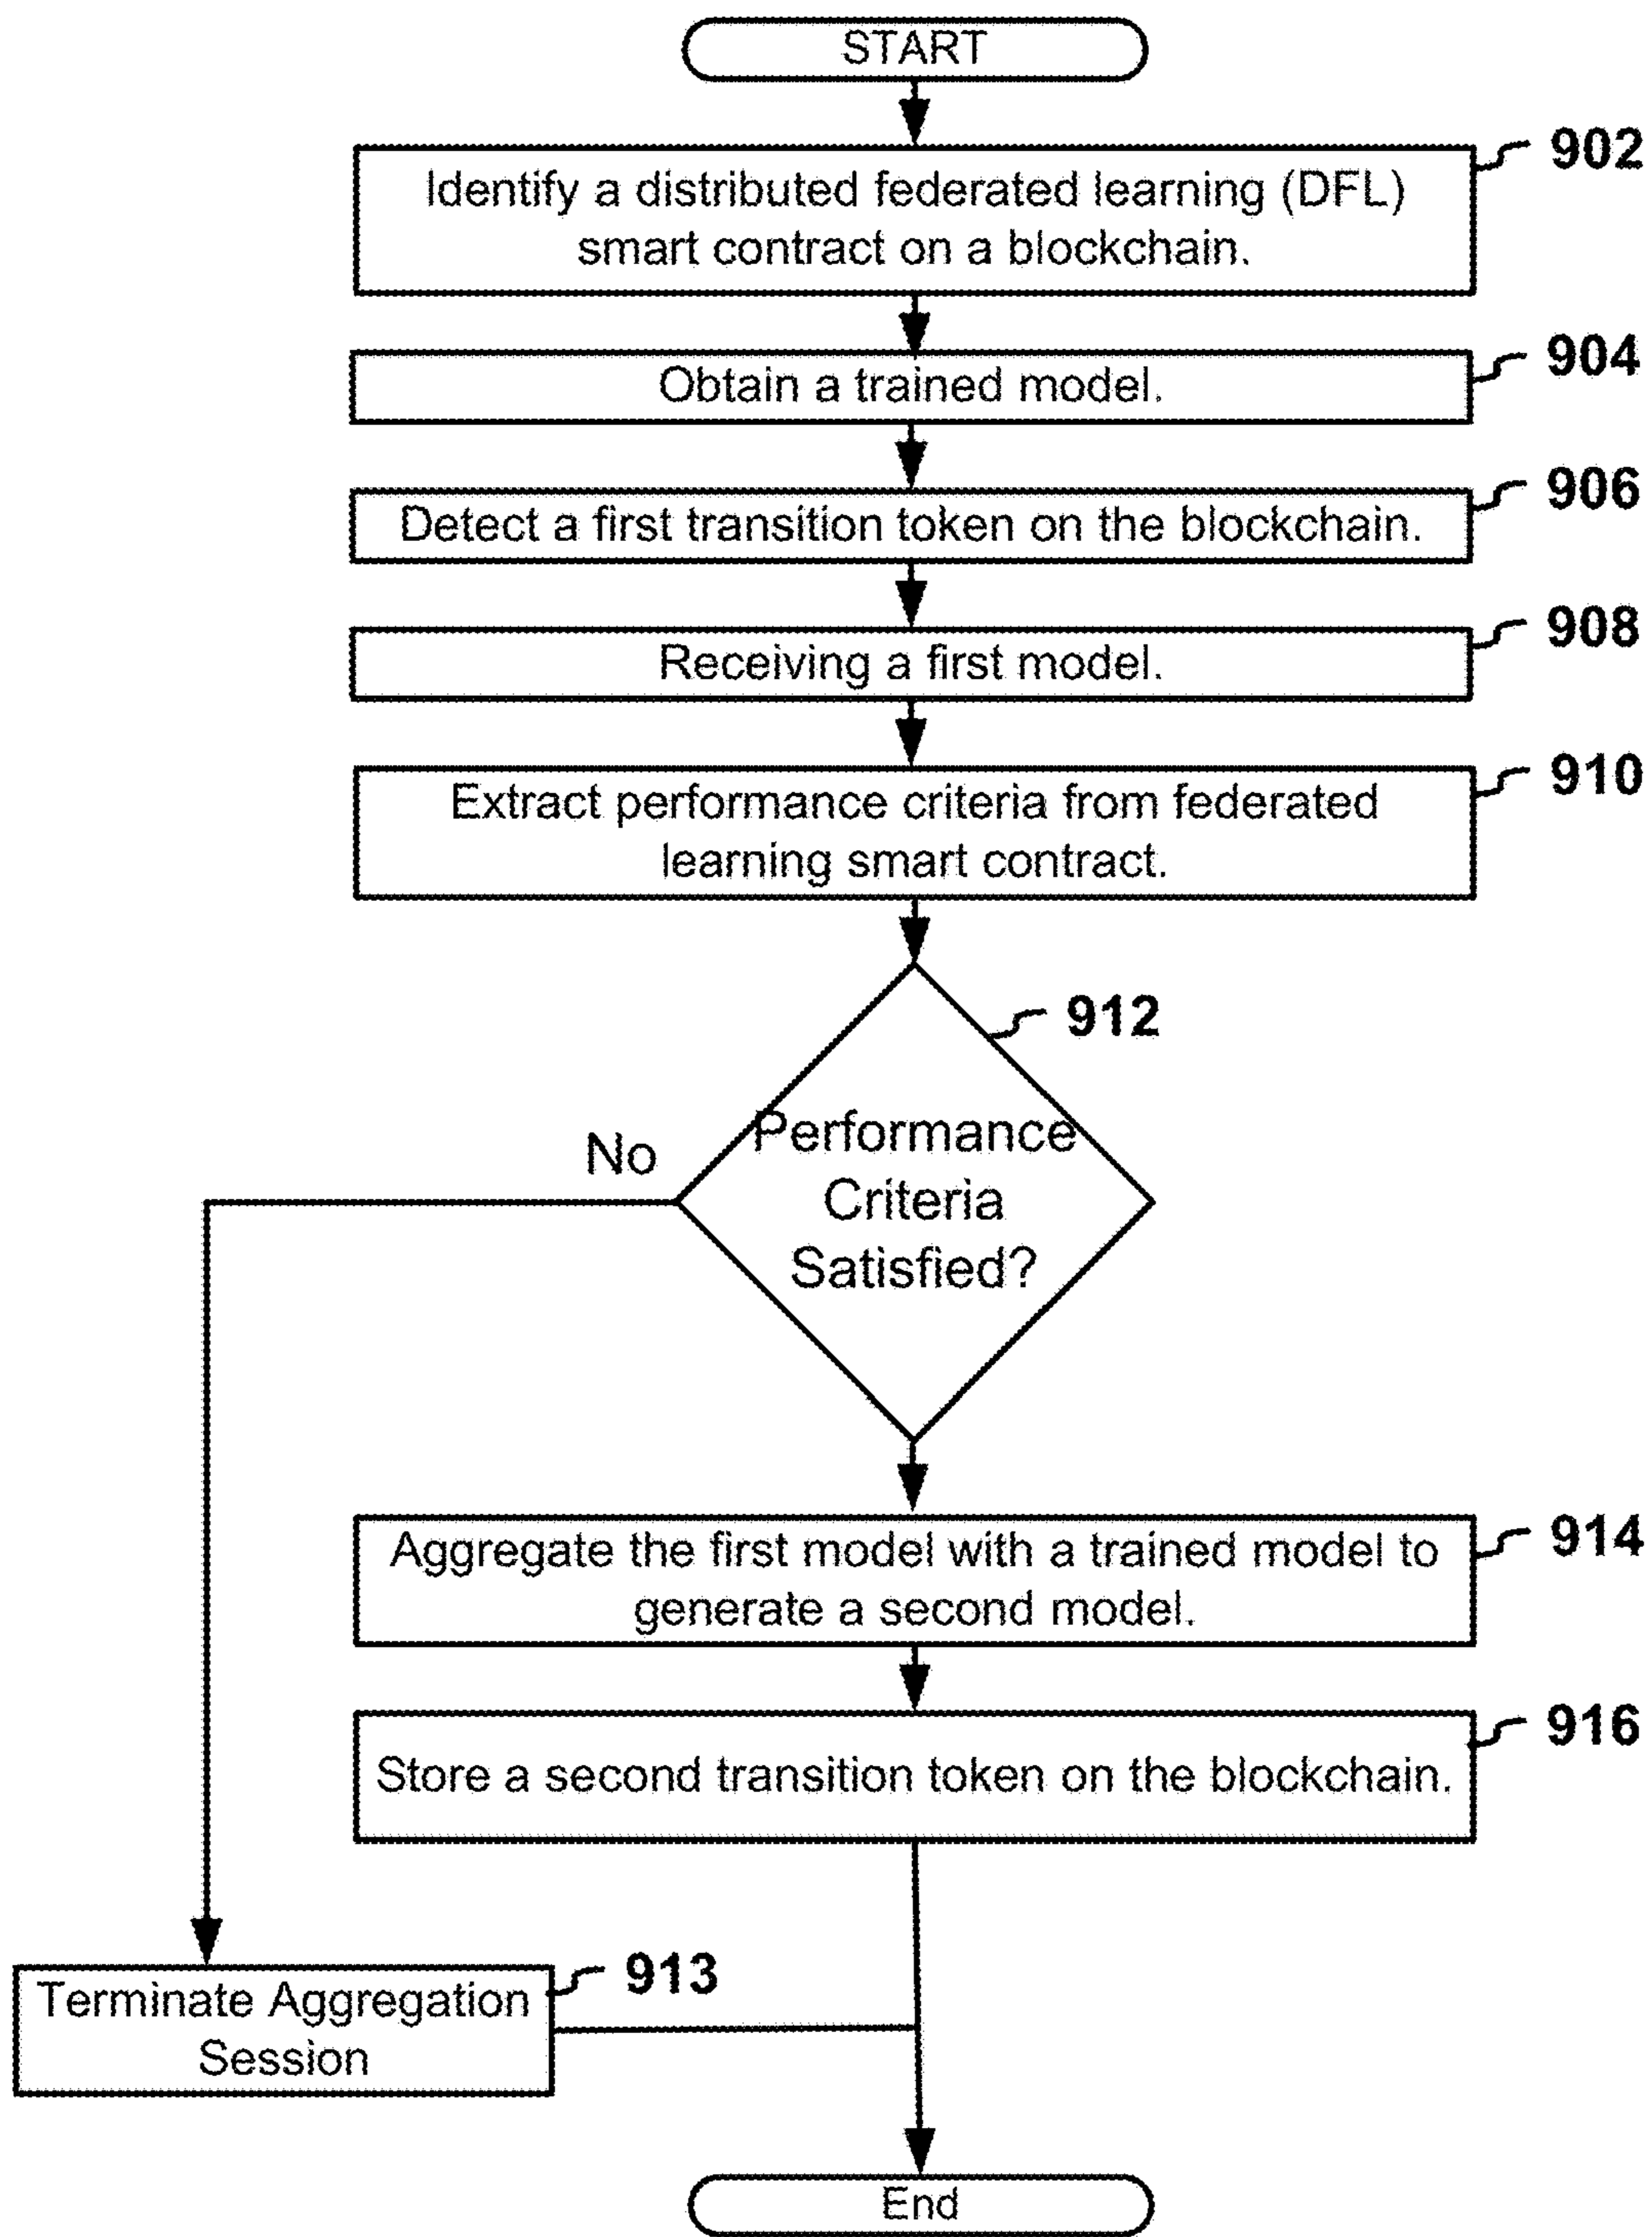 START
902
Identify a distributed federated learning (DFL)
smart contract on a blockchain.
904
Obtain a trained model.
906
Detect a first transition token on the blockchain.
908
Receiving a first model.
910
Extract performance criteria from federated
learning smart contract.
912
Performance
Criteria
Satisfied?
No
914
Aggregate the first model with a trained model to
generate a second model.
916
Store a second transition token on the blockchain.
913
Terminate Aggregation
Session
End